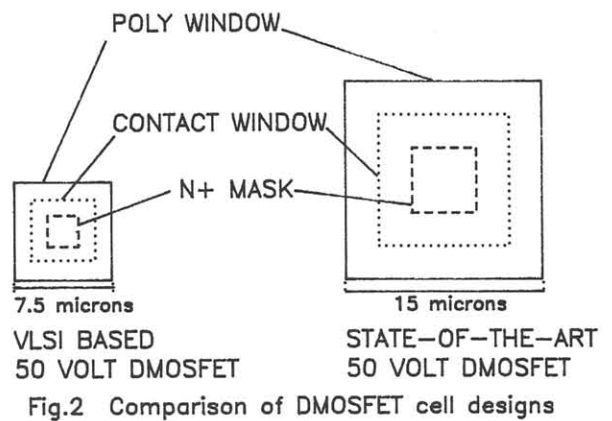 POLY WINDOW
CONTACT WINDOW
N+ MASK
7.5 microns
15 microns
VLSI BASED
50 VOLT DMOSFET
STATE-OF-THE-ART
50 VOLT DMOSFET
Fig.2 Comparison of DMOSFET cell designs